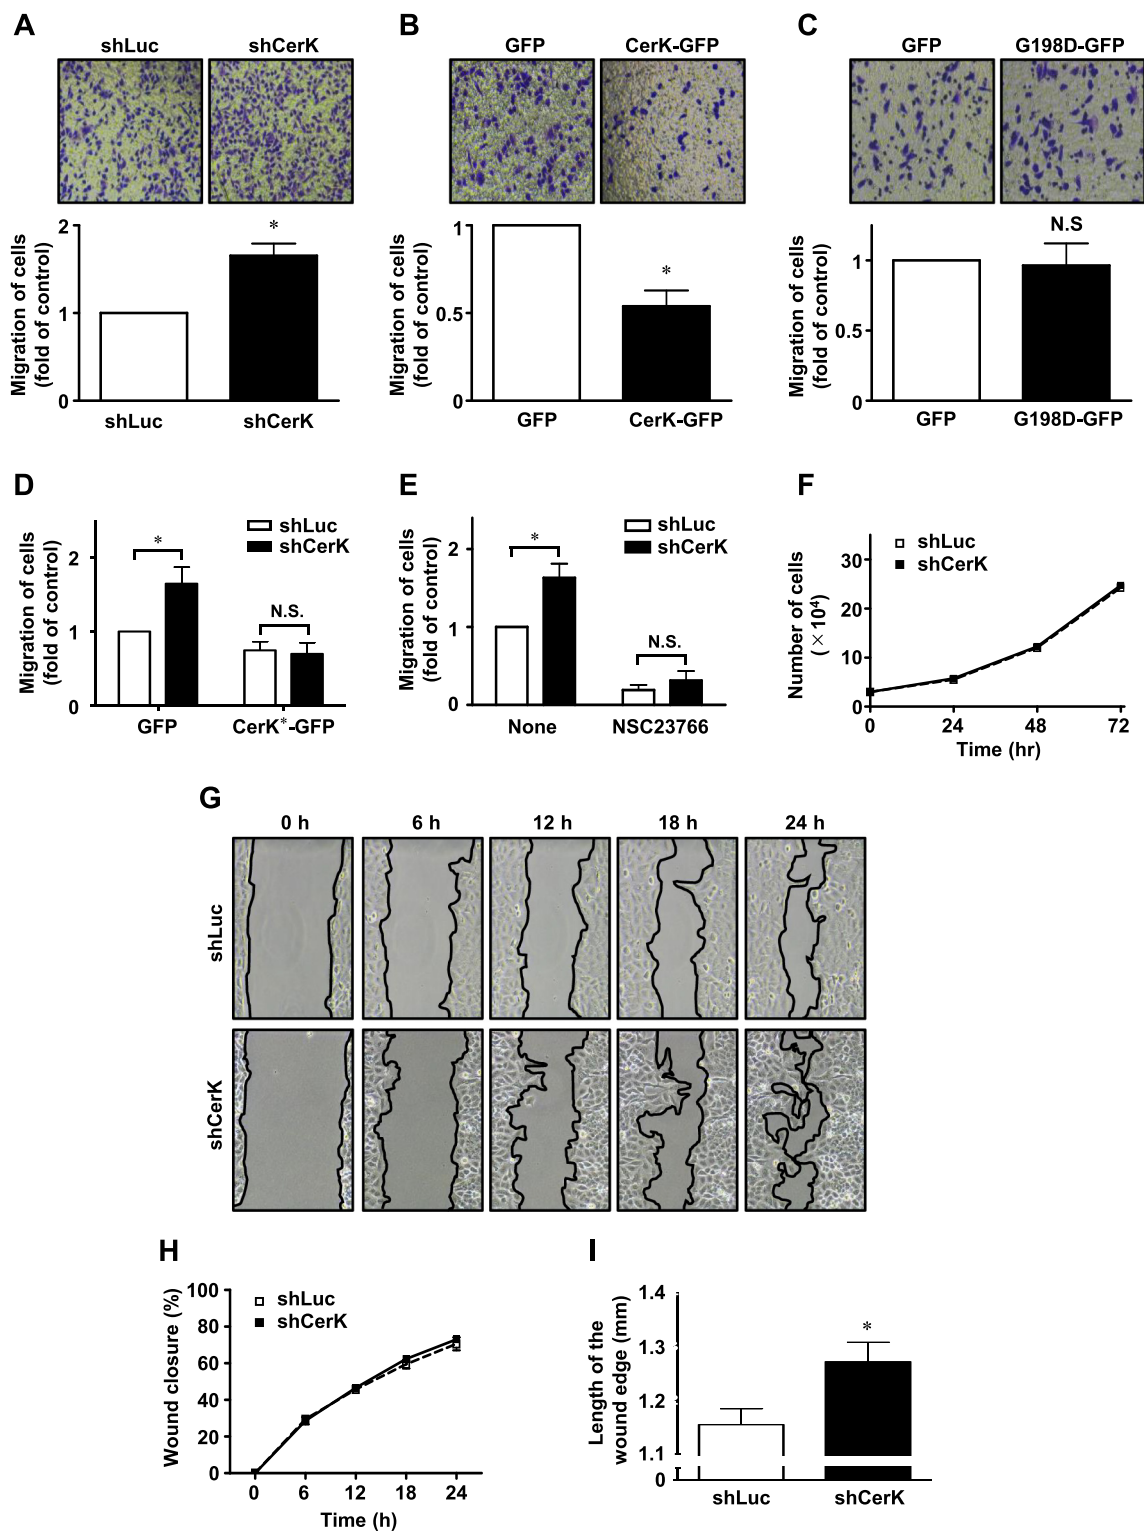 A
shLuc shCerK
Migration of cells
(fold of control)
2
1
0
*
shLuc shCerK
B
GFP CerK-GFP
Migration of cells
(fold of control)
1
0.5
0
*
GFP CerK-GFP
C
GFP G198D-GFP
Migration of cells
(fold of control)
1
0.5
0
N.S
GFP G198D-GFP
D
shLuc
shCerK
Migration of cells
(fold of control)
2
1
0
*
N.S.
GFP CerK*-GFP
E
shLuc
shCerK
Migration of cells
(fold of control)
2
1
0
*
N.S.
None NSC23766
F
shLuc
shCerK
Number of cells
(×10⁴)
30
20
10
0
0 24 48 72
Time (hr)
G
0 h 6 h 12 h 18 h 24 h
shLuc
shCerK
H
shLuc
shCerK
Wound closure (%)
100
80
60
40
20
0
0 6 12 18 24
Time (h)
I
Length of the
wound edge (mm)
1.4
1.3
1.2
1.1
0
*
shLuc shCerK